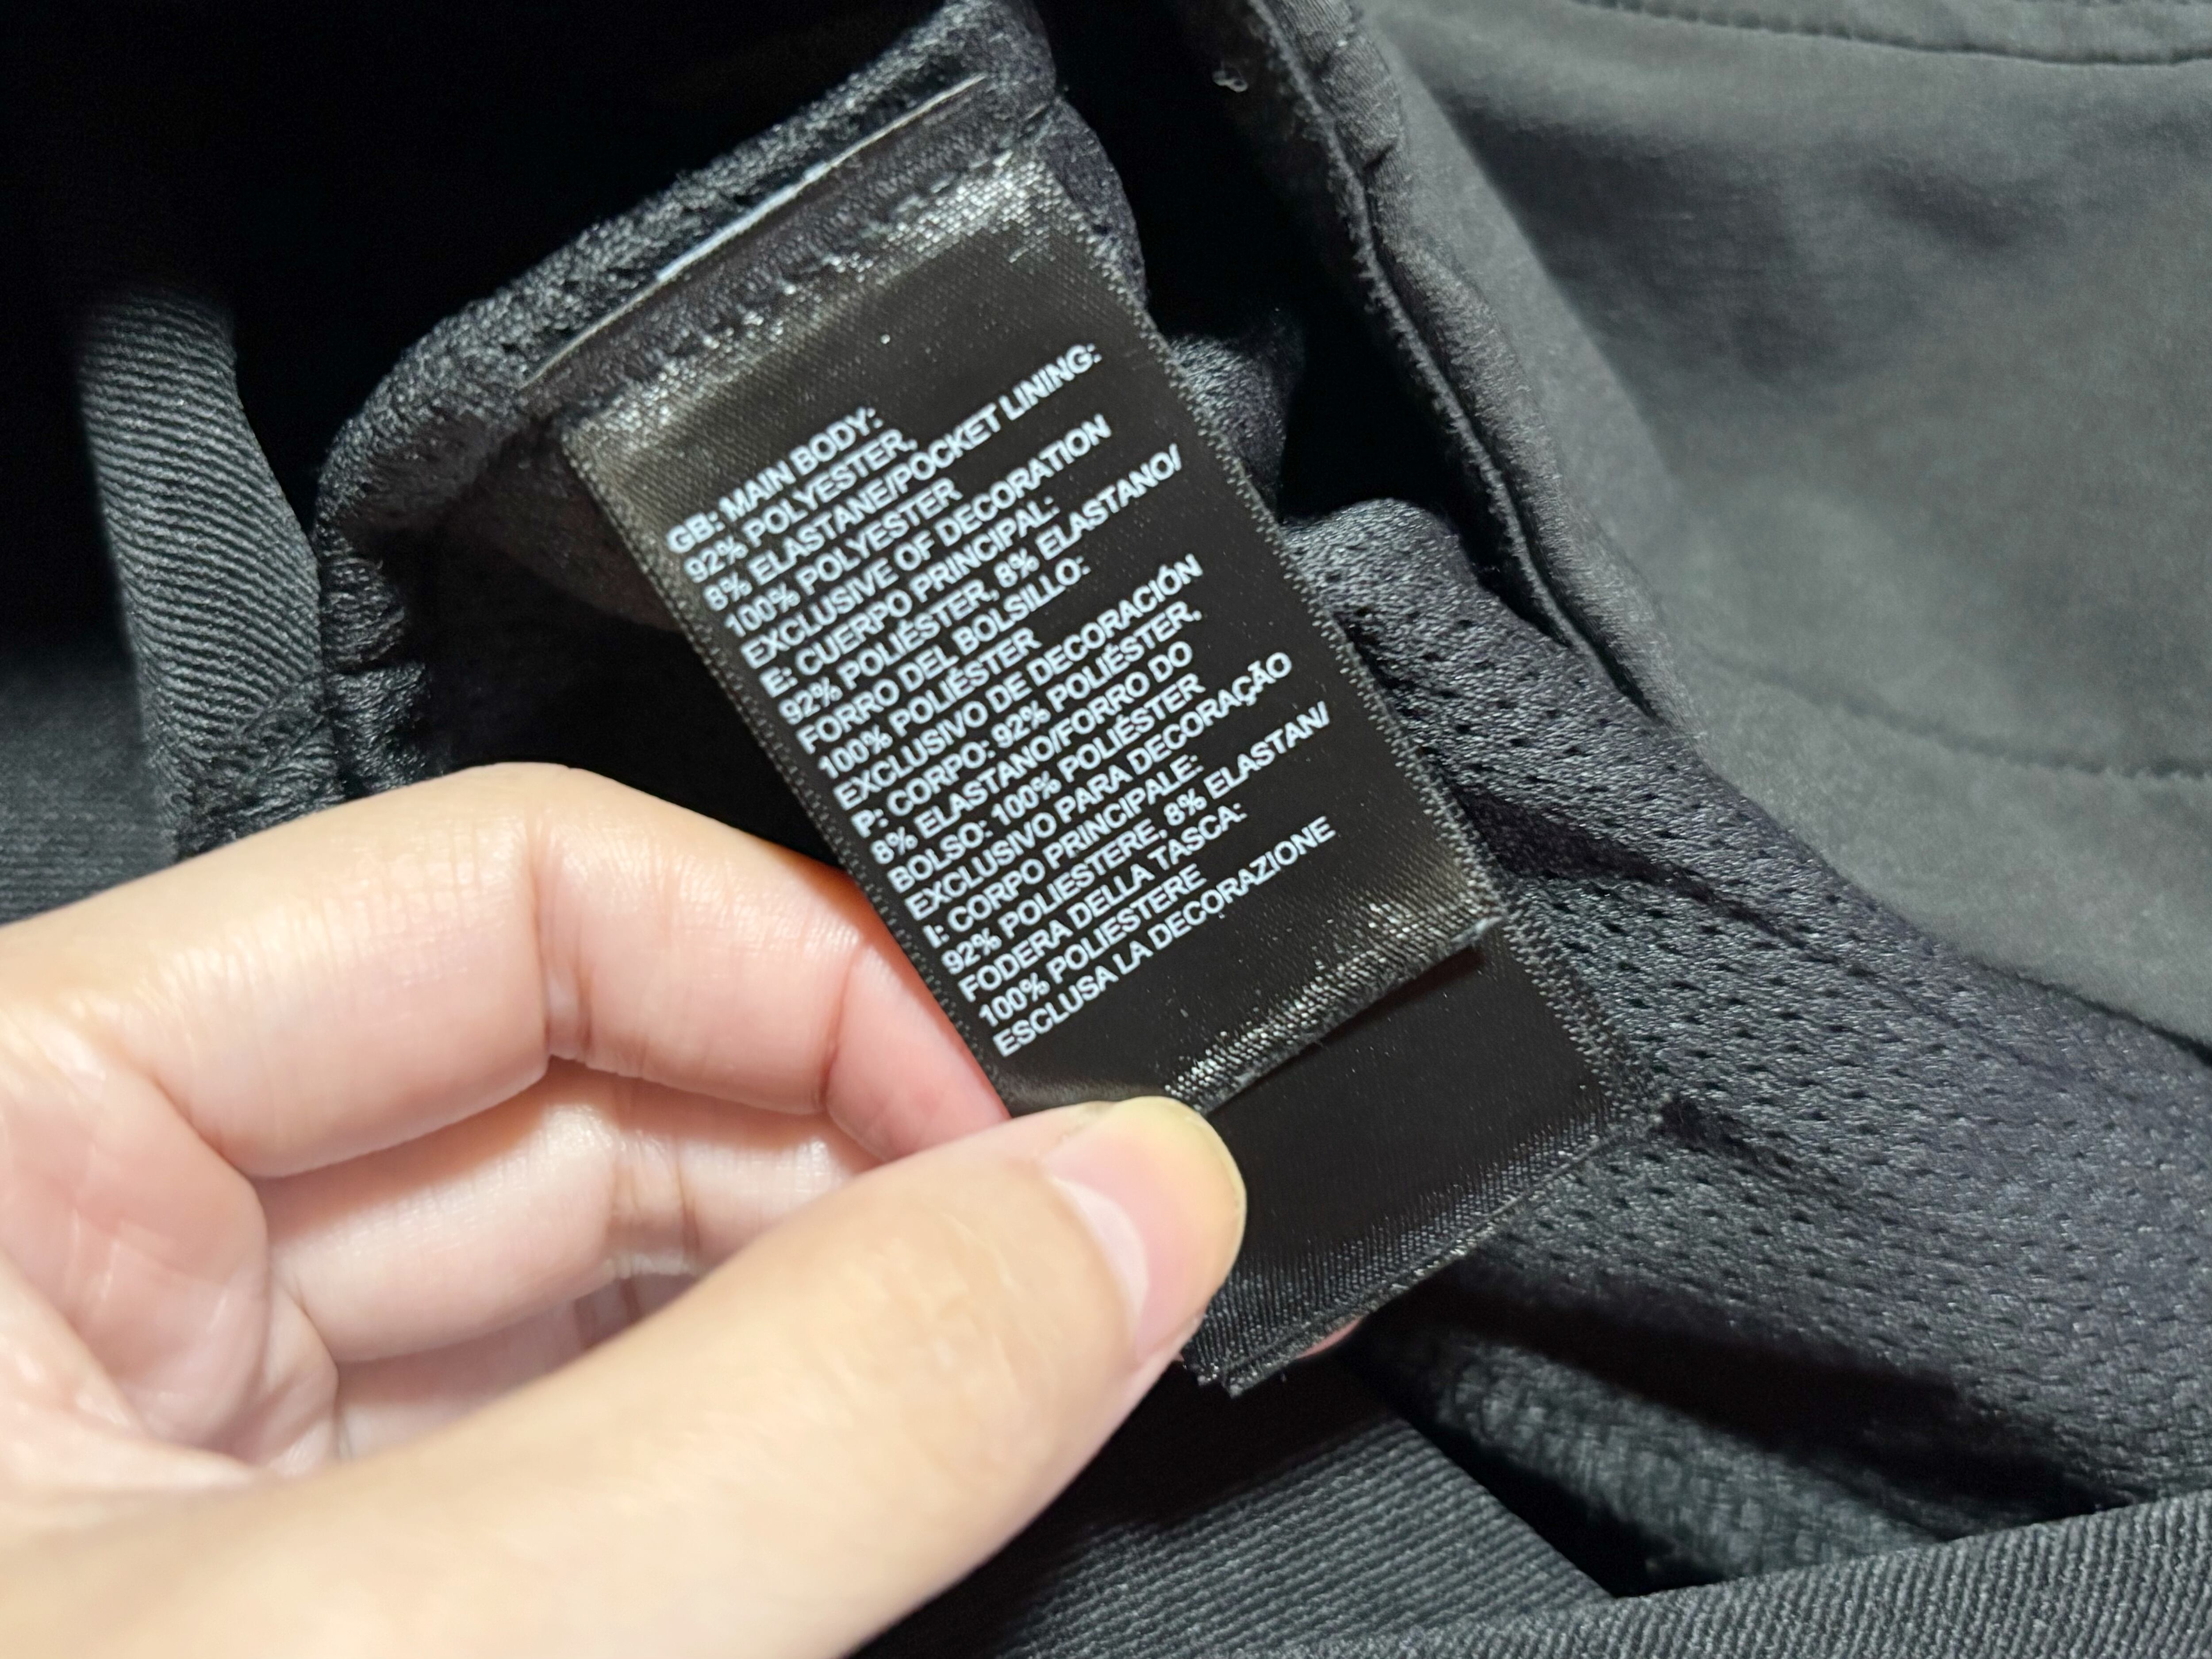 GB: MAIN BODY:
92% POLYESTER,
8% ELASTANE/POCKET LINING:
100% POLYESTER
EXCLUSIVE OF DECORATION
E: CUERPO PRINCIPAL:
92% POLIÉSTER, 8% ELASTANO/
FORRO DEL BOLSILLO:
100% POLIÉSTER
EXCLUSIVO DE DECORACIÓN
P: CORPO: 92% POLIÉSTER,
8% ELASTANO/FORRO DO
BOLSO: 100% POLIÉSTER
EXCLUSIVO PARA DECORAÇÃO
I: CORPO PRINCIPALE:
92% POLIESTERE, 8% ELASTAN/
FODERA DELLA TASCA:
100% POLIESTERE
ESCLUSA LA DECORAZIONE